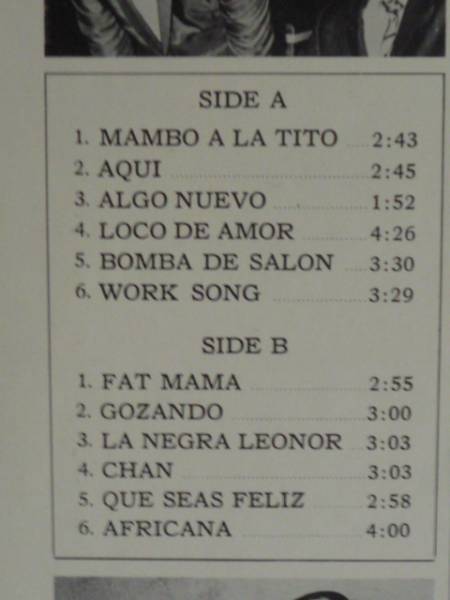 SIDE A
1. MAMBO A LA TITO ..... 2:43
2. AQUI ..... 2:45
3. ALGO NUEVO ..... 1:52
4. LOCO DE AMOR ..... 4:26
5. BOMBA DE SALON ..... 3:30
6. WORK SONG ..... 3:29
SIDE B
1. FAT MAMA ..... 2:55
2. GOZANDO ..... 3:00
3. LA NEGRA LEONOR ..... 3:03
4. CHAN ..... 3:03
5. QUE SEAS FELIZ ..... 2:58
6. AFRICANA ..... 4:00